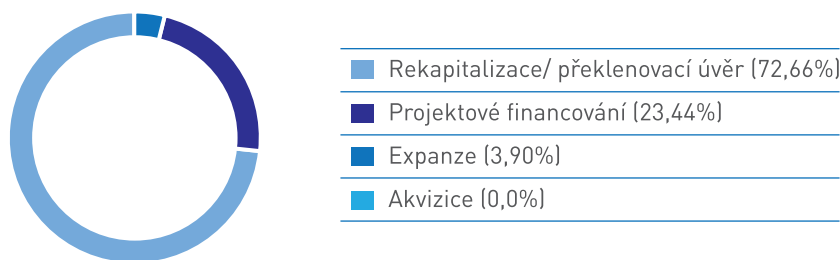 Rekapitalizace/ překlenovací úvěr (72,66%)
Projektové financování (23,44%)
Expanze (3,90%)
Akvizice (0,0%)